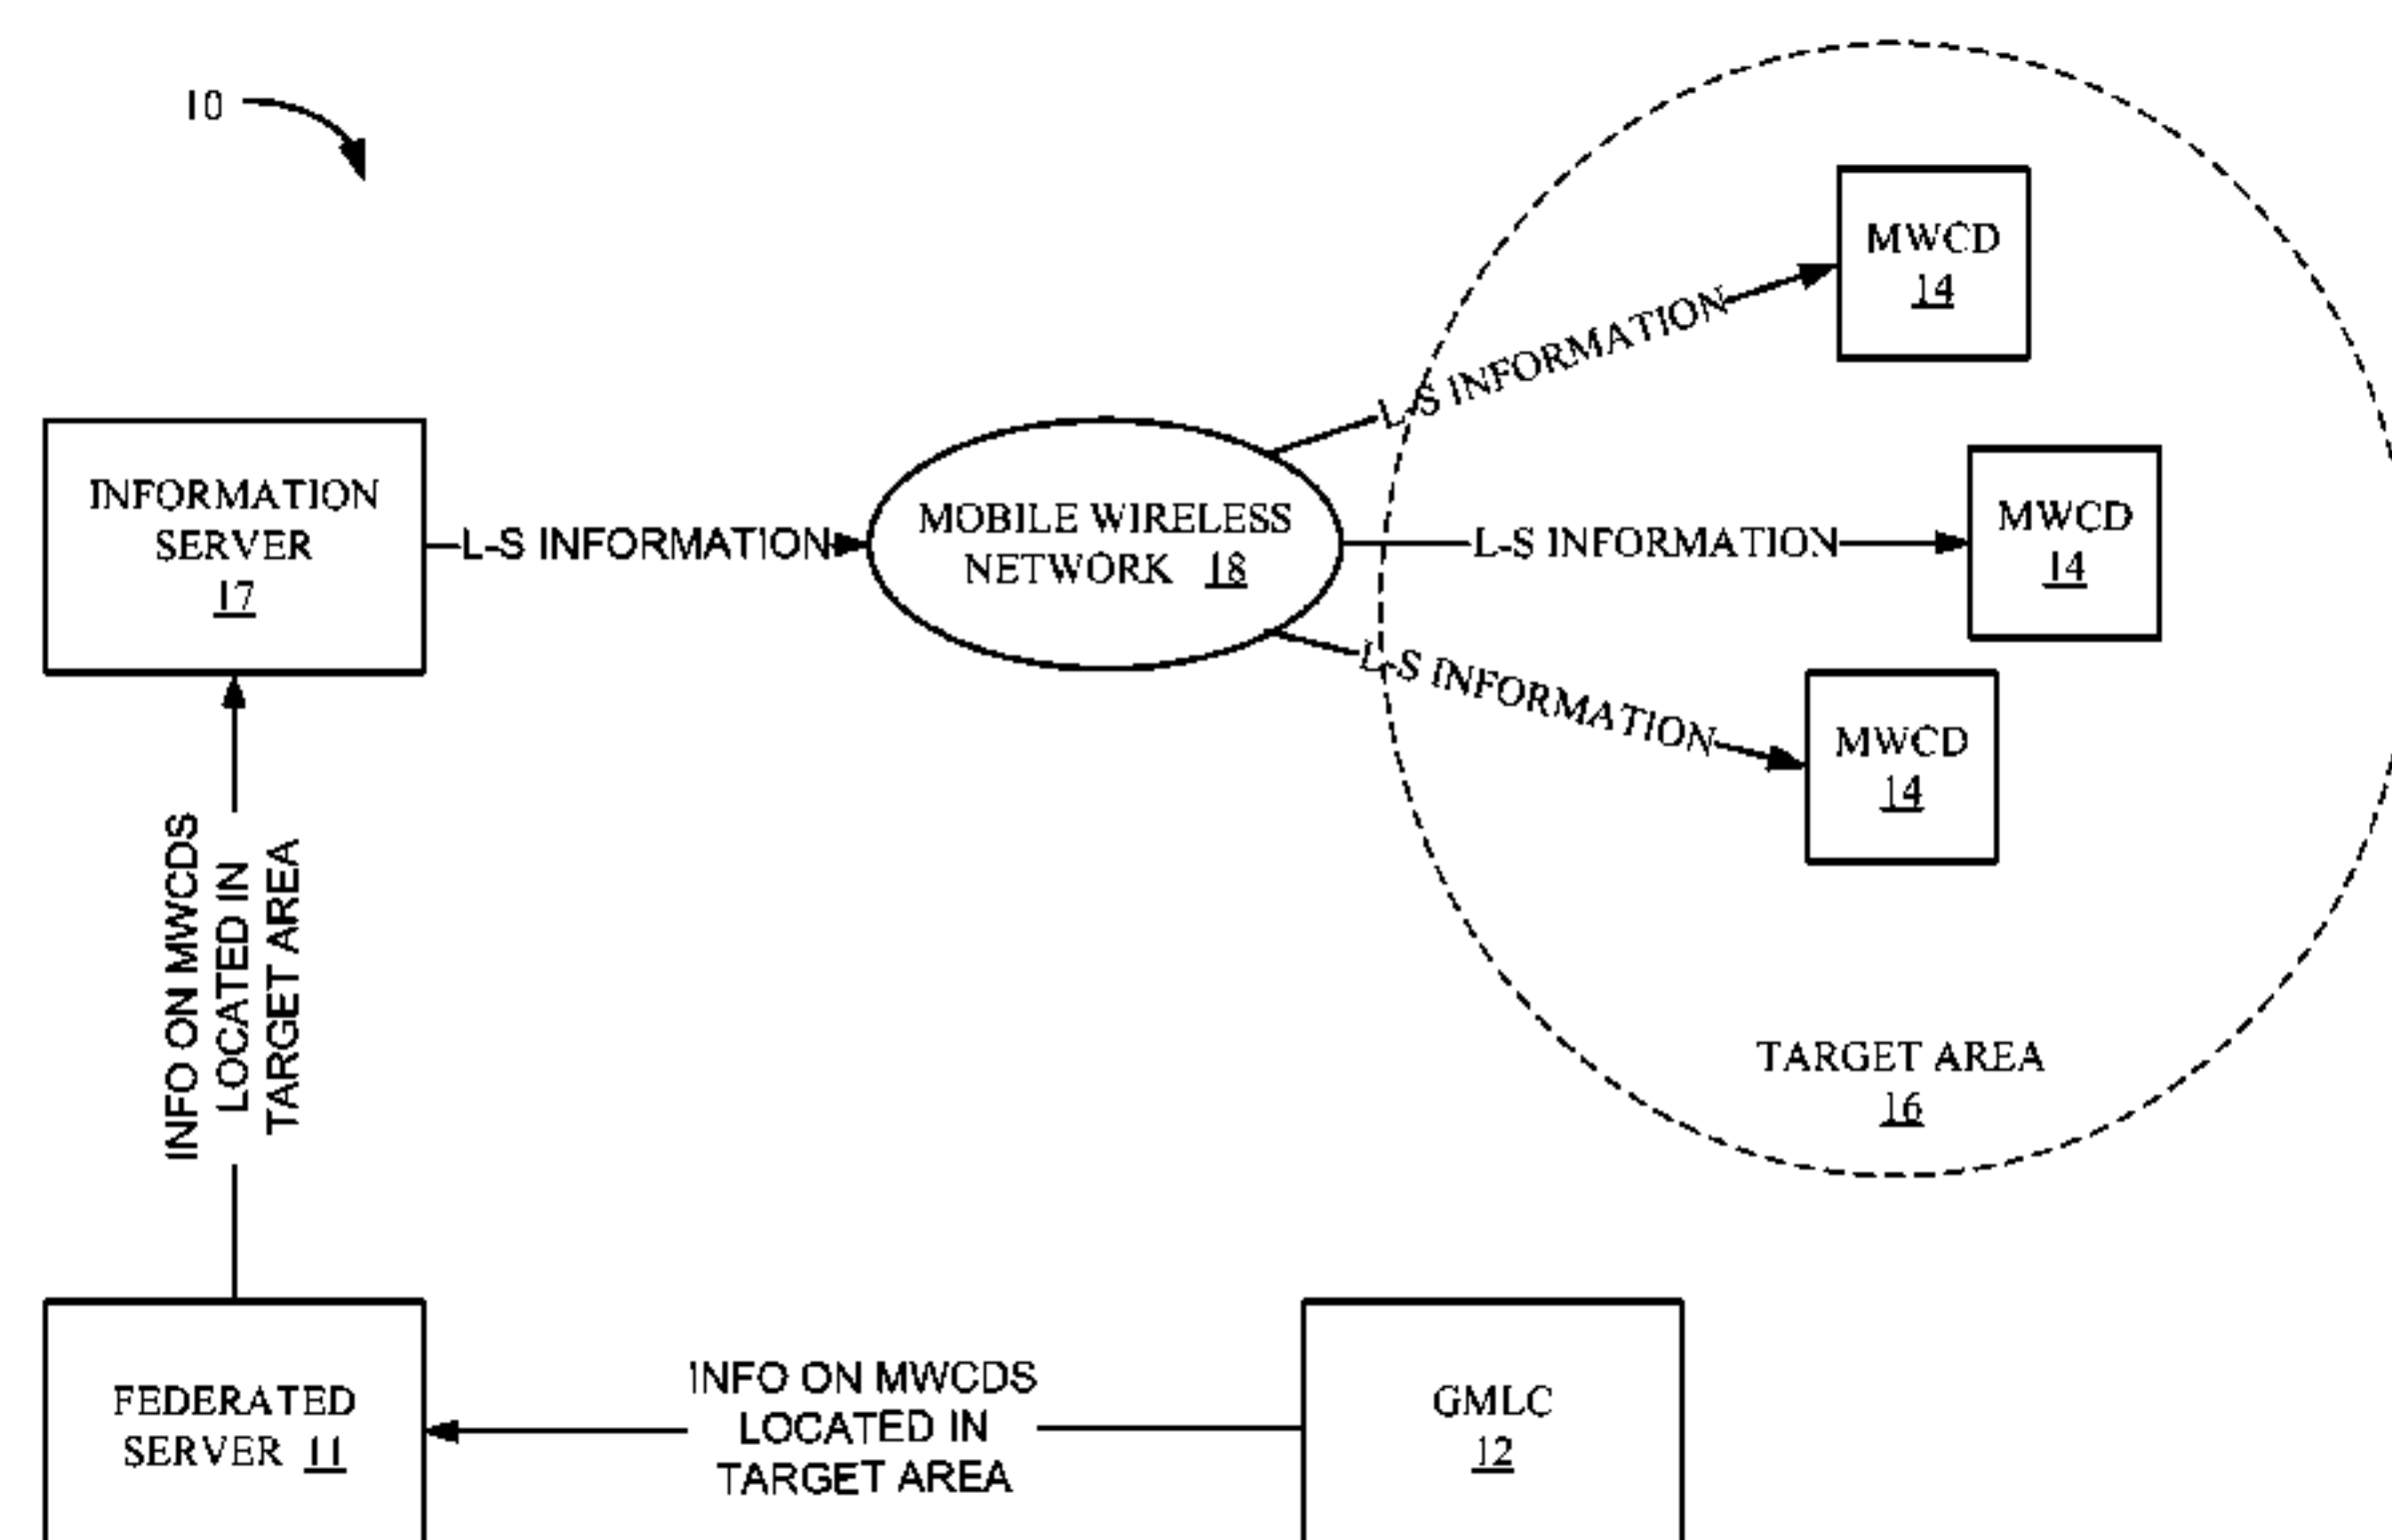 10
MWCD
14
L-S INFORMATION
INFORMATION
SERVER
17
L-S INFORMATION
MOBILE WIRELESS
NETWORK 18
L-S INFORMATION
MWCD
14
L-S INFORMATION
MWCD
14
INFO ON MWCDS
LOCATED IN
TARGET AREA
TARGET AREA
16
FEDERATED
SERVER 11
INFO ON MWCDS
LOCATED IN
TARGET AREA
GMLC
12